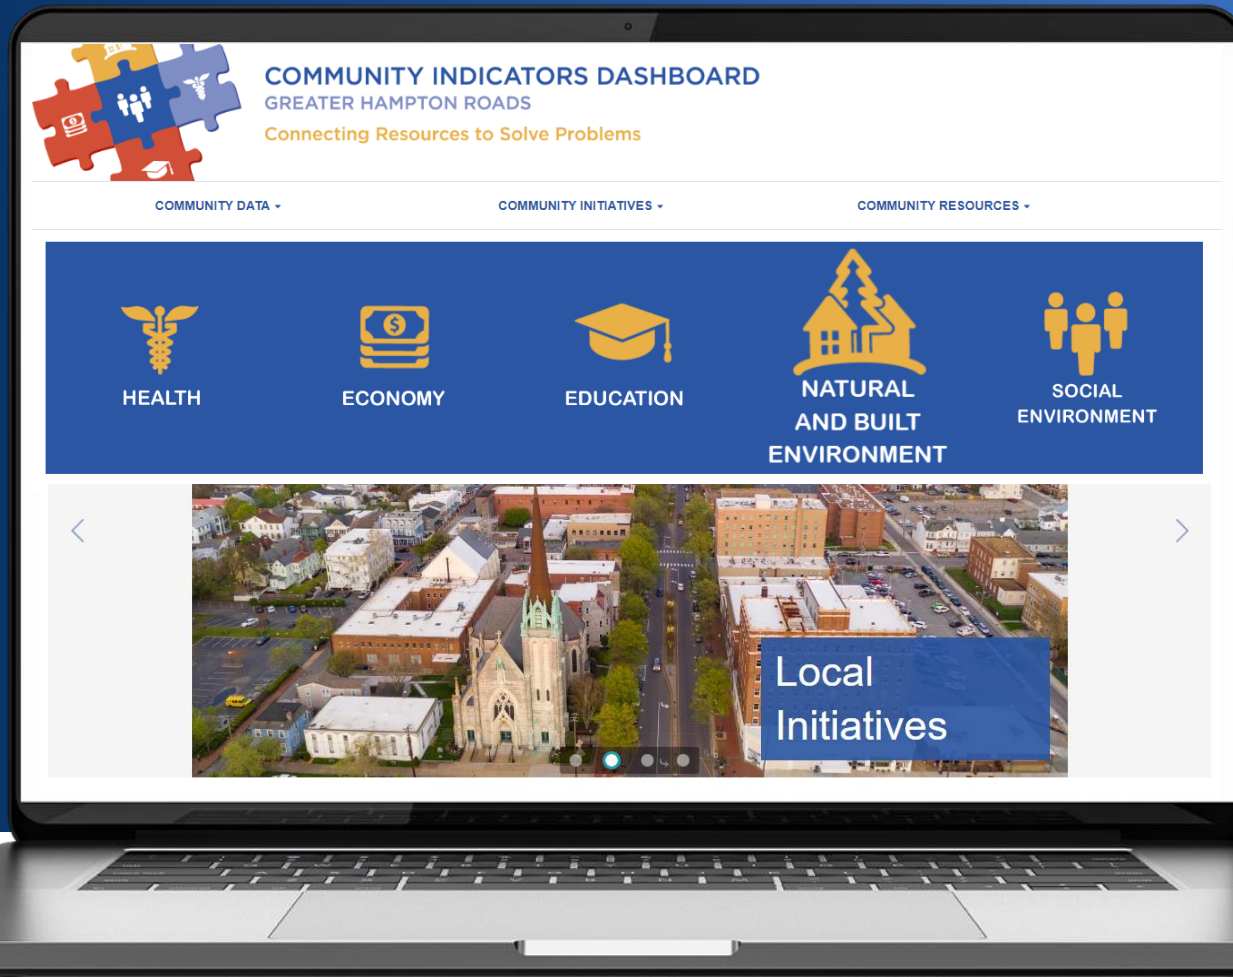 COMMUNITY INDICATORS DASHBOARD
GREATER HAMPTON ROADS
Connecting Resources to Solve Problems
COMMUNITY DATA
COMMUNITY INITIATIVES
COMMUNITY RESOURCES
HEALTH
ECONOMY
EDUCATION
NATURAL
AND BUILT
ENVIRONMENT
SOCIAL
ENVIRONMENT
Local
Initiatives